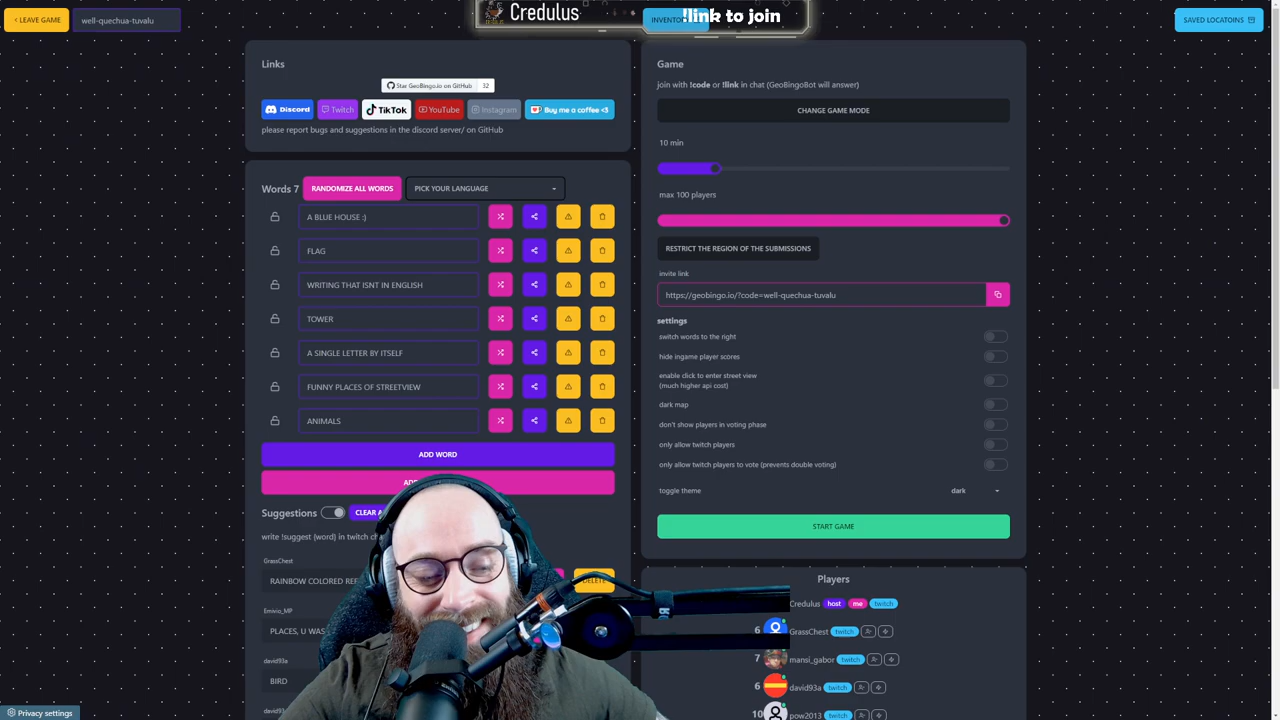 < LEAVE GAME
well-quechua-tuvalu
Credulus
!link to join
SAVED LOCATOINS
Links
Star GeoBingo.io on GitHub
32
Discord
Twitch
TikTok
YouTube
Instagram
Buy me a coffee <3
please report bugs and suggestions in the discord server/ on GitHub
Words 7
RANDOMIZE ALL WORDS
PICK YOUR LANGUAGE
A BLUE HOUSE :)
FLAG
WRITING THAT ISNT IN ENGLISH
TOWER
A SINGLE LETTER BY ITSELF
FUNNY PLACES OF STREETVIEW
ANIMALS
ADD WORD
Suggestions
write !suggest {word} in twitch
GrassChest
RAINBOW COLORED
Emivio_MP
PLACES, U WAS
david93a
BIRD
Privacy settings
Game
join with !code or !link in chat (GeoBingoBot will answer)
CHANGE GAME MODE
10 min
max 100 players
RESTRICT THE REGION OF THE SUBMISSIONS
invite link
https://geobingo.io/?code=well-quechua-tuvalu
settings
switch words to the right
hide ingame player scores
enable click to enter street view
(much higher api cost)
dark map
don't show players in voting phase
only allow twitch players
only allow twitch players to vote (prevents double voting)
toggle theme
dark
START GAME
Players
Credulus host me twitch
6 GrassChest twitch
7 mansi_gabor twitch
6 david93a twitch
10 pow2013 twitch